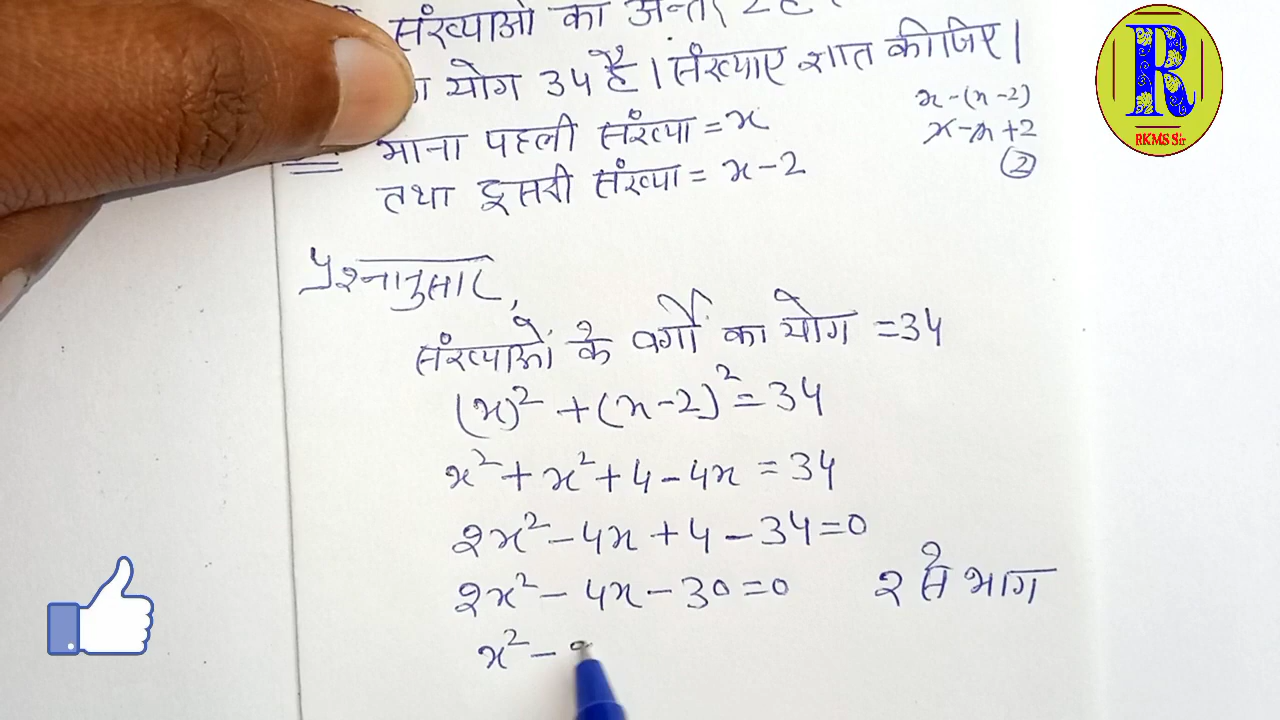 संख्याओ का अन्तर 2 है।
योग 34 है। संख्याए ज्ञात कीजिए।
माना पहली संख्या = x
तथा दूसरी संख्या = x - 2
x - (x - 2)
x - x + 2
2
R
RKMS Sir
प्रश्नानुसार,
संख्याओं के वर्गों का योग = 34
(x)² + (x - 2)² = 34
x² + x² + 4 - 4x = 34
2x² - 4x + 4 - 34 = 0
2x² - 4x - 30 = 0 2 से भाग
x² -